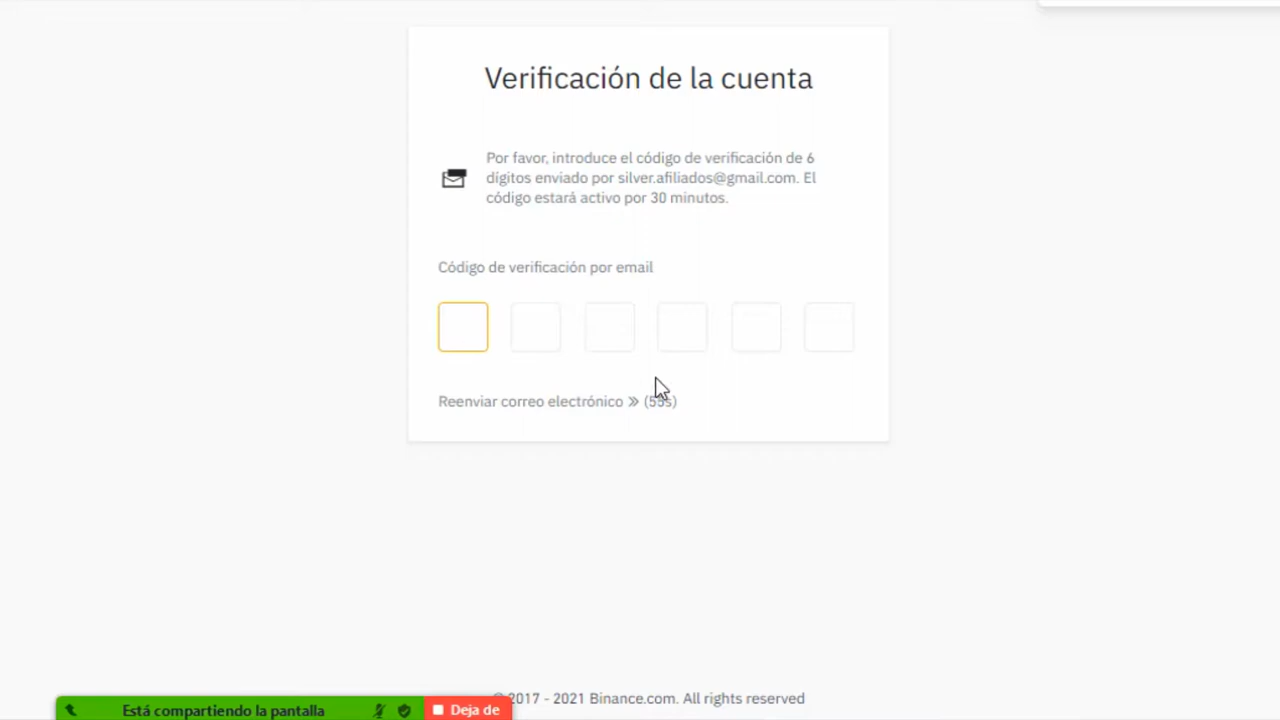 Verificación de la cuenta
Por favor, introduce el código de verificación de 6
dígitos enviado por silver.afiliados@gmail.com. El
código estará activo por 30 minutos.
Código de verificación por email
Reenviar correo electrónico » (55s)
© 2017 - 2021 Binance.com. All rights reserved
Está compartiendo la pantalla
Deja de